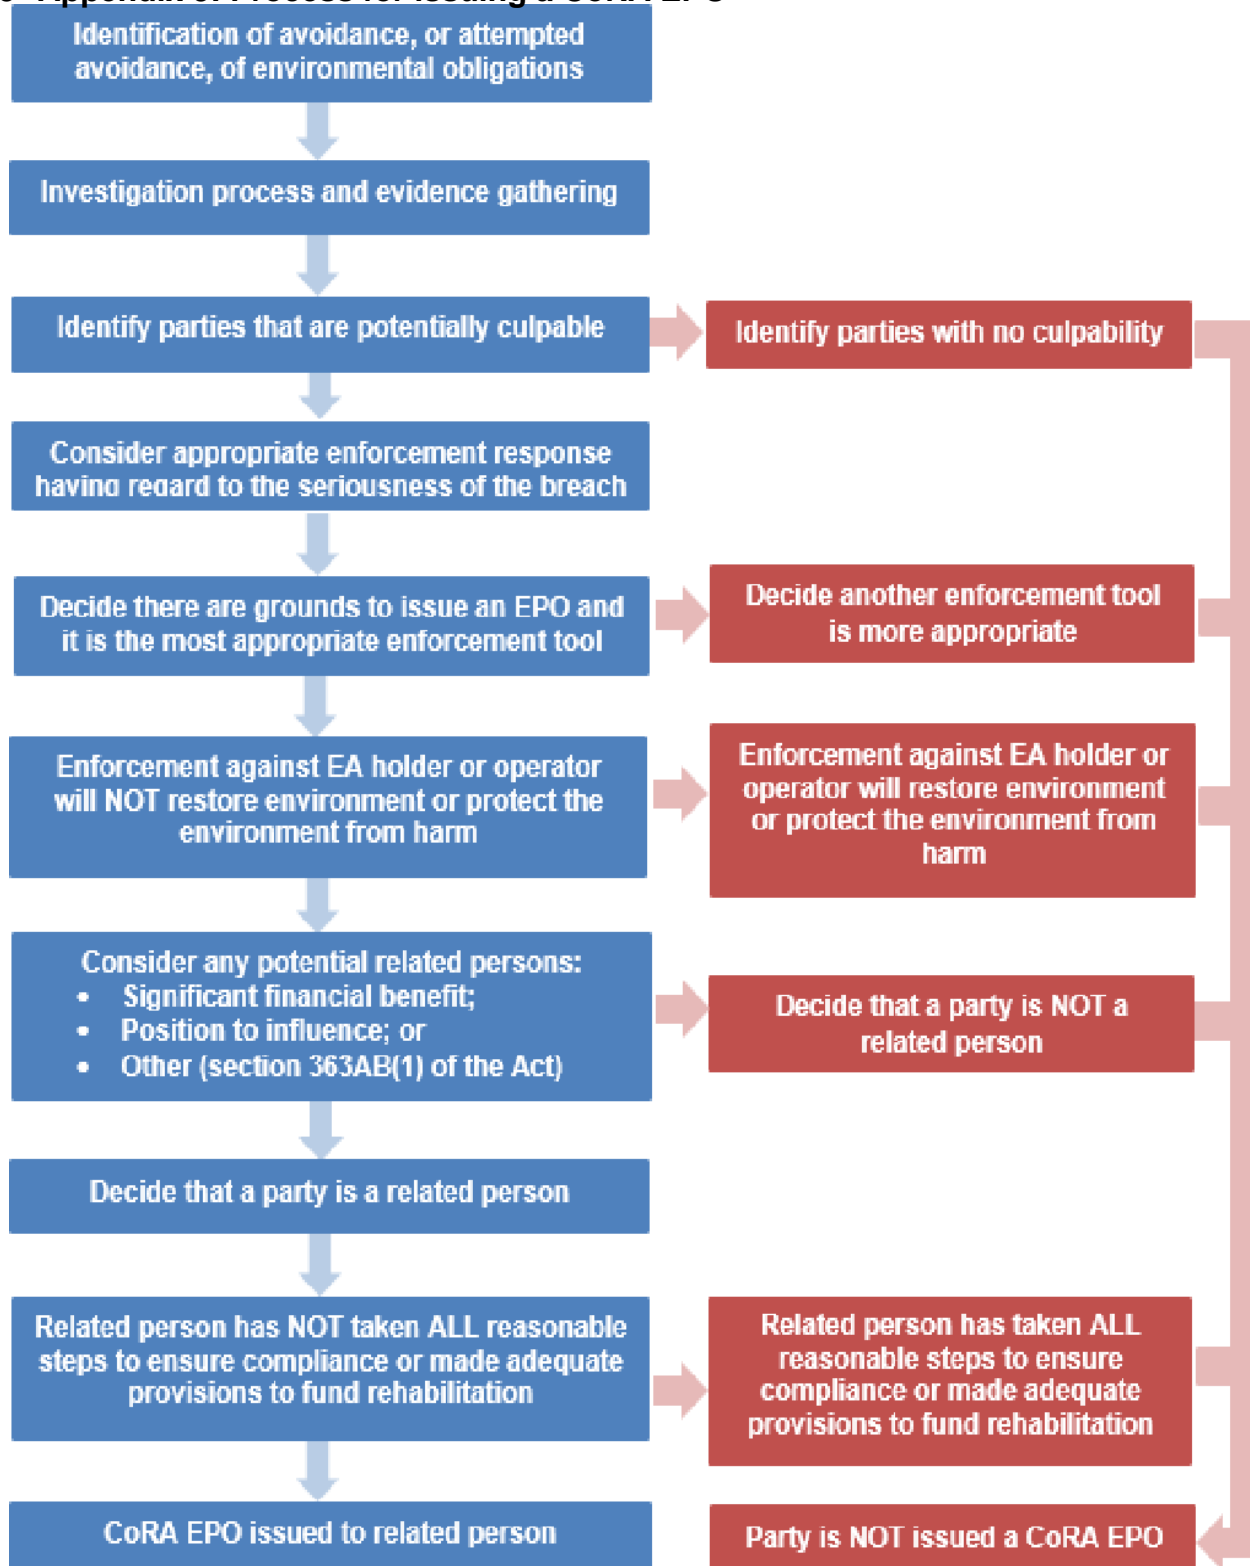 Appendix 3: Process for issuing a CoRA EPO
Identification of avoidance, or attempted
avoidance, of environmental obligations
Investigation process and evidence gathering
Identify parties that are potentially culpable
Identify parties with no culpability
Consider appropriate enforcement response
having regard to the seriousness of the breach
Decide there are grounds to issue an EPO and
it is the most appropriate enforcement tool
Decide another enforcement tool
is more appropriate
Enforcement against EA holder or operator
will NOT restore environment or protect the
environment from harm
Enforcement against EA holder or
operator will restore environment
or protect the environment from
harm
Consider any potential related persons:
• Significant financial benefit;
• Position to influence; or
• Other (section 363AB(1) of the Act)
Decide that a party is NOT a
related person
Decide that a party is a related person
Related person has NOT taken ALL reasonable
steps to ensure compliance or made adequate
provisions to fund rehabilitation
Related person has taken ALL
reasonable steps to ensure
compliance or made adequate
provisions to fund rehabilitation
CoRA EPO issued to related person
Party is NOT issued a CoRA EPO